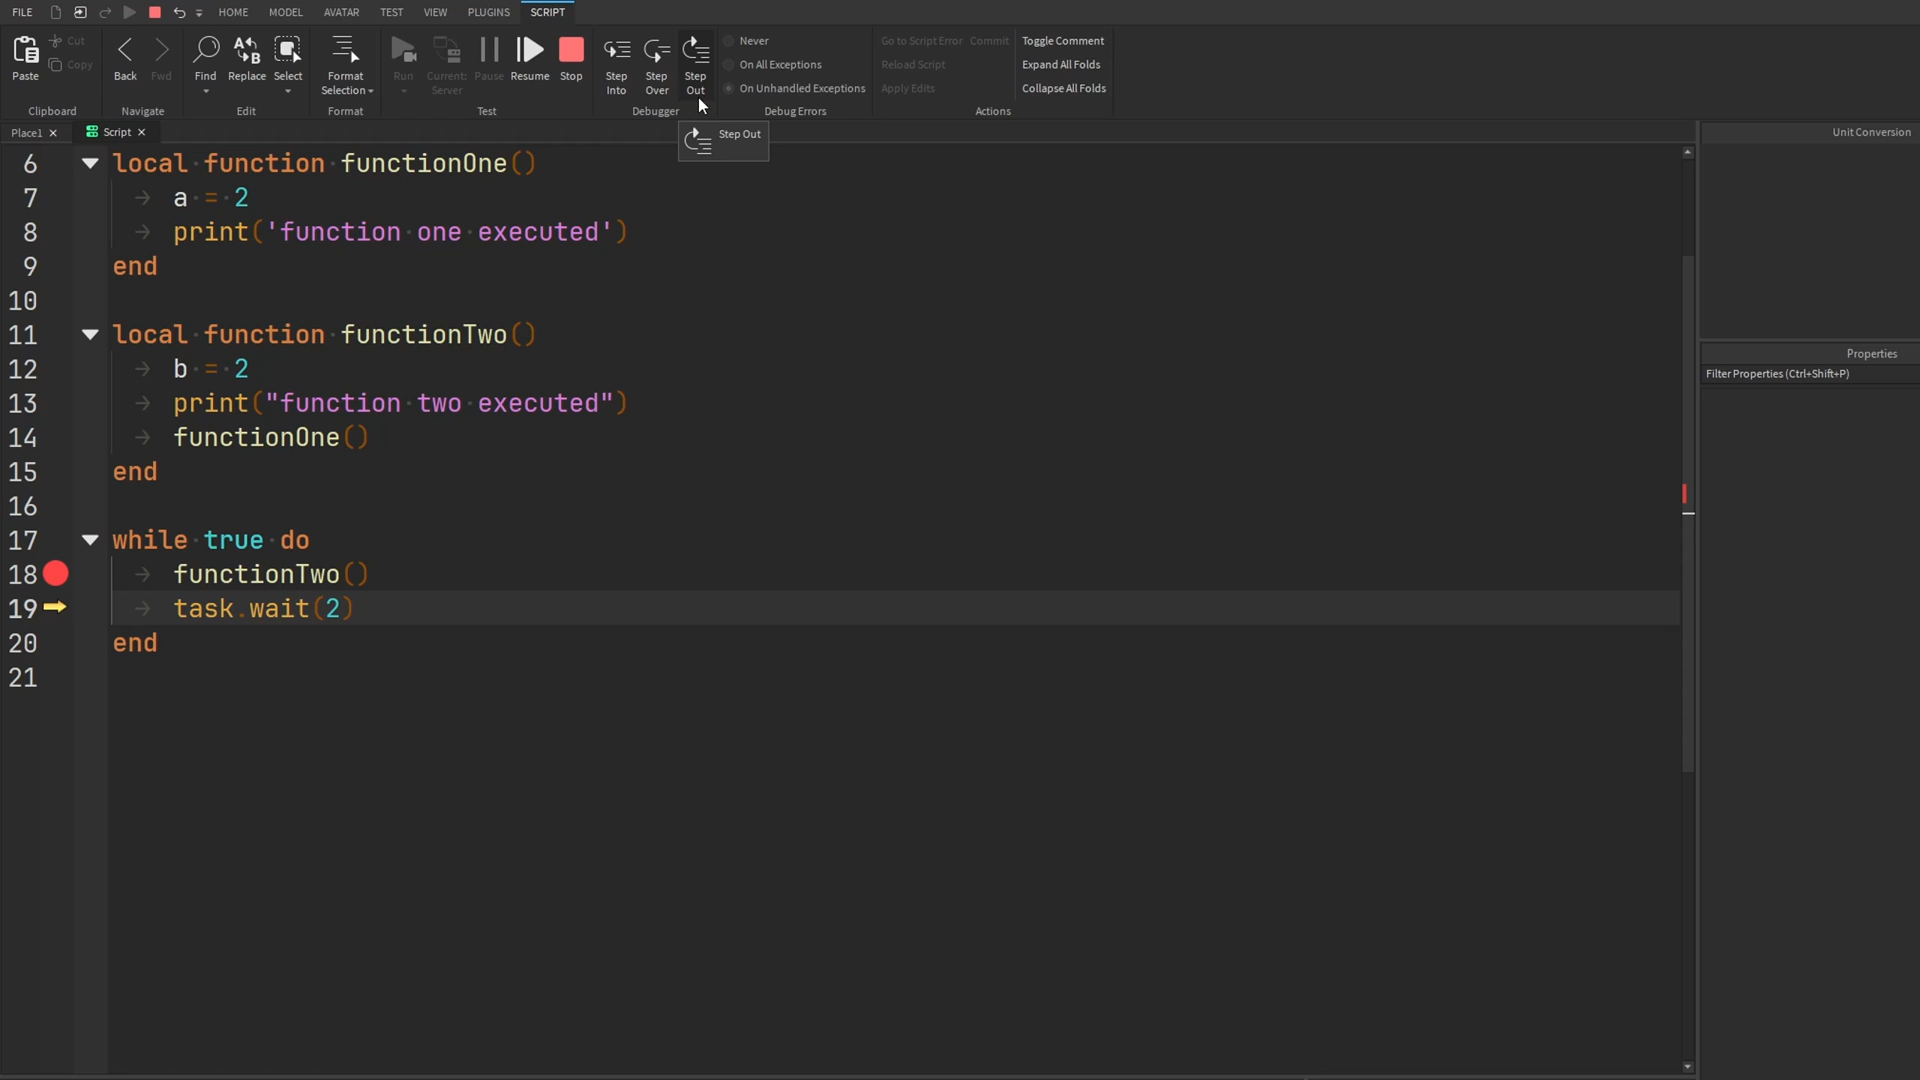 FILE HOME MODEL AVATAR TEST VIEW PLUGINS SCRIPT
Paste Cut Copy
Clipboard
Back Fwd
Navigate
Find Replace Select
Edit
Format Selection
Format
Run Current: Server Pause Resume Stop
Test
Step Into Step Over Step Out
Debugger
Never
On All Exceptions
On Unhandled Exceptions
Debug Errors
Go to Script Error Commit
Reload Script
Apply Edits
Toggle Comment
Expand All Folds
Collapse All Folds
Actions
Place1 Script
Step Out
Unit Conversion
Properties
Filter Properties (Ctrl+Shift+P)
6 local function functionOne()
7 a = 2
8 print('function one executed')
9 end
10
11 local function functionTwo()
12 b = 2
13 print("function two executed")
14 functionOne()
15 end
16
17 while true do
18 functionTwo()
19 task.wait(2)
20 end
21